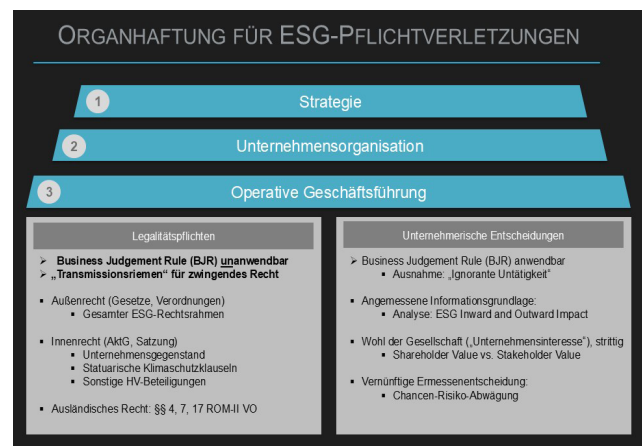 ORGANHAFTUNG FÜR ESG-PFLICHTVERLETZUNGEN
1 Strategie
2 Unternehmensorganisation
3 Operative Geschäftsführung
Legalitätspflichten
➢ Business Judgement Rule (BJR) unanwendbar
➢ „Transmissionsriemen“ für zwingendes Recht
▪ Außenrecht (Gesetze, Verordnungen)
▪ Gesamter ESG-Rechtsrahmen
▪ Innenrecht (AktG, Satzung)
▪ Unternehmensgegenstand
▪ Statuarische Klimaschutzklauseln
▪ Sonstige HV-Beteiligungen
▪ Ausländisches Recht: §§ 4, 7, 17 ROM-II VO
Unternehmerische Entscheidungen
➢ Business Judgement Rule (BJR) anwendbar
▪ Ausnahme: „Ignorante Untätigkeit“
▪ Angemessene Informationsgrundlage:
▪ Analyse: ESG Inward and Outward Impact
▪ Wohl der Gesellschaft („Unternehmensinteresse“), strittig
▪ Shareholder Value vs. Stakeholder Value
▪ Vernünftige Ermessenentscheidung:
▪ Chancen-Risiko-Abwägung